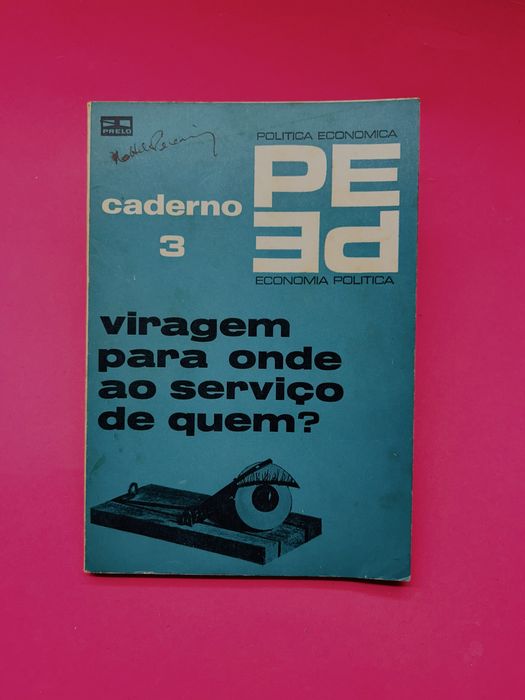 PRELO
POLITICA ECONOMICA
PE
EP
ECONOMIA POLITICA
caderno
3
viragem
para onde
ao serviço
de quem?